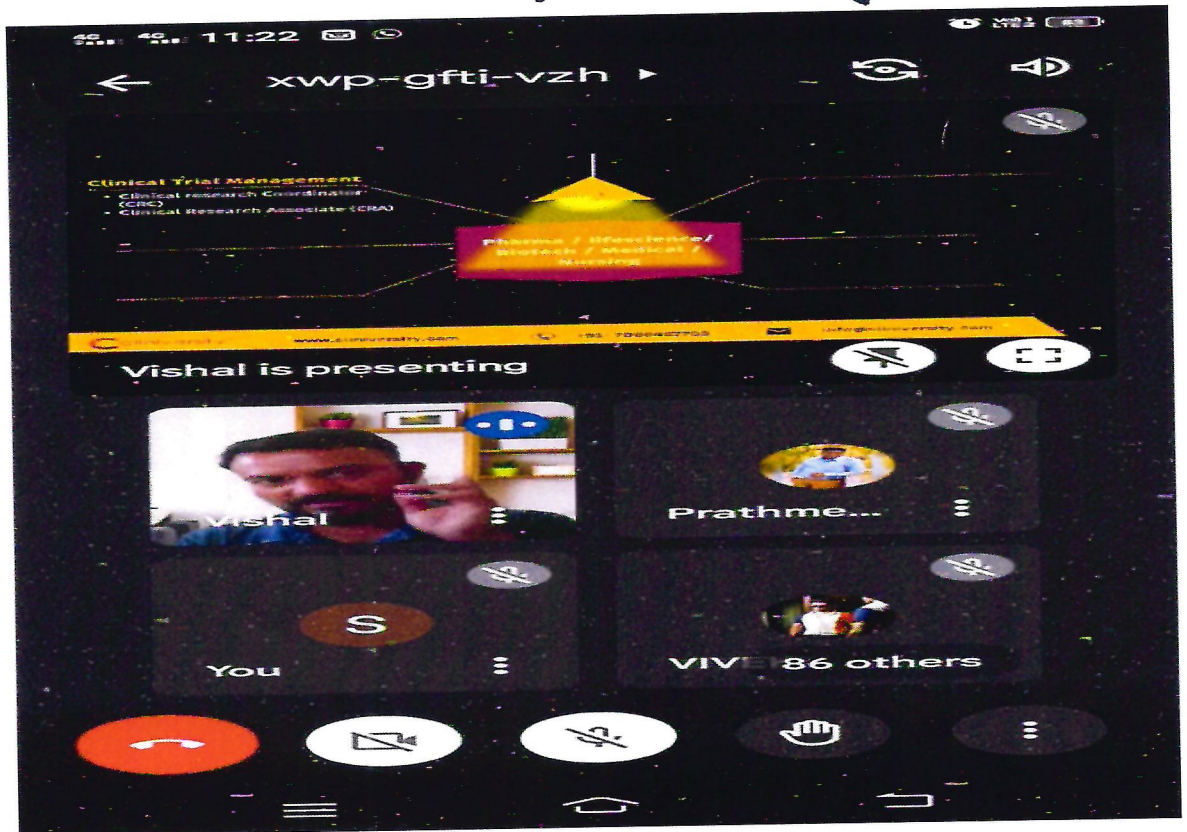 11:22
xwp-gfti-vzh
Clinical Trial Management
• Clinical research Coordinator
(CRC)
• Clinical Research Associate (CRA)
Pharma / lifescience/
Biotech / Medical /
Nursing
Vishal is presenting
Vishal
Prathme...
S
You
VIVE 86 others